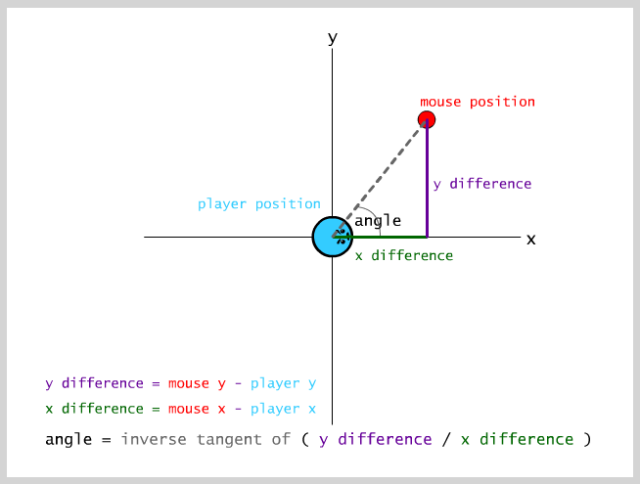 y
mouse position
y difference
player position
angle
x
x difference
y difference = mouse y - player y
x difference = mouse x - player x
angle = inverse tangent of ( y difference / x difference )